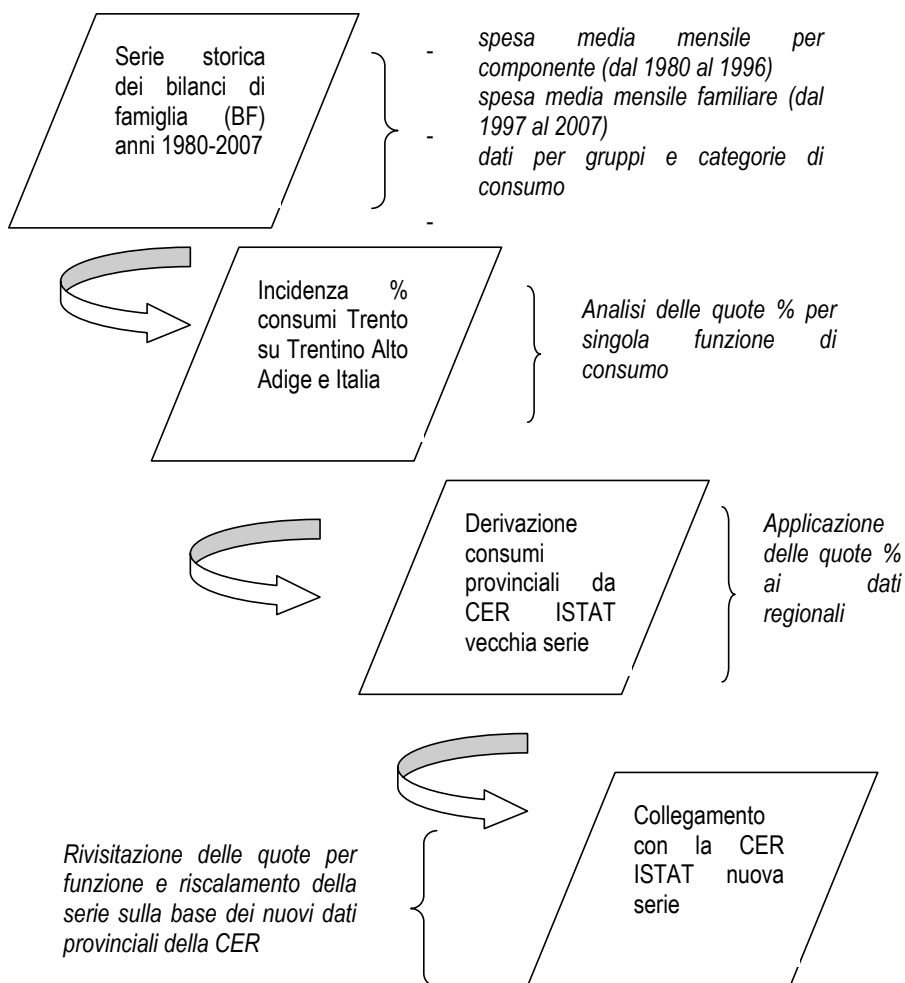 Serie storica
dei bilanci di
famiglia (BF)
anni 1980-2007
- spesa media mensile per
componente (dal 1980 al 1996)
spesa media mensile familiare (dal
- 1997 al 2007)
dati per gruppi e categorie di
consumo
-
Incidenza %
consumi Trento
su Trentino Alto
Adige e Italia
Analisi delle quote % per
singola funzione di
consumo
Derivazione
consumi
provinciali da
CER ISTAT
vecchia serie
Applicazione
delle quote %
ai dati
regionali
Collegamento
con la CER
ISTAT nuova
serie
Rivisitazione delle quote per
funzione e riscalamento della
serie sulla base dei nuovi dati
provinciali della CER